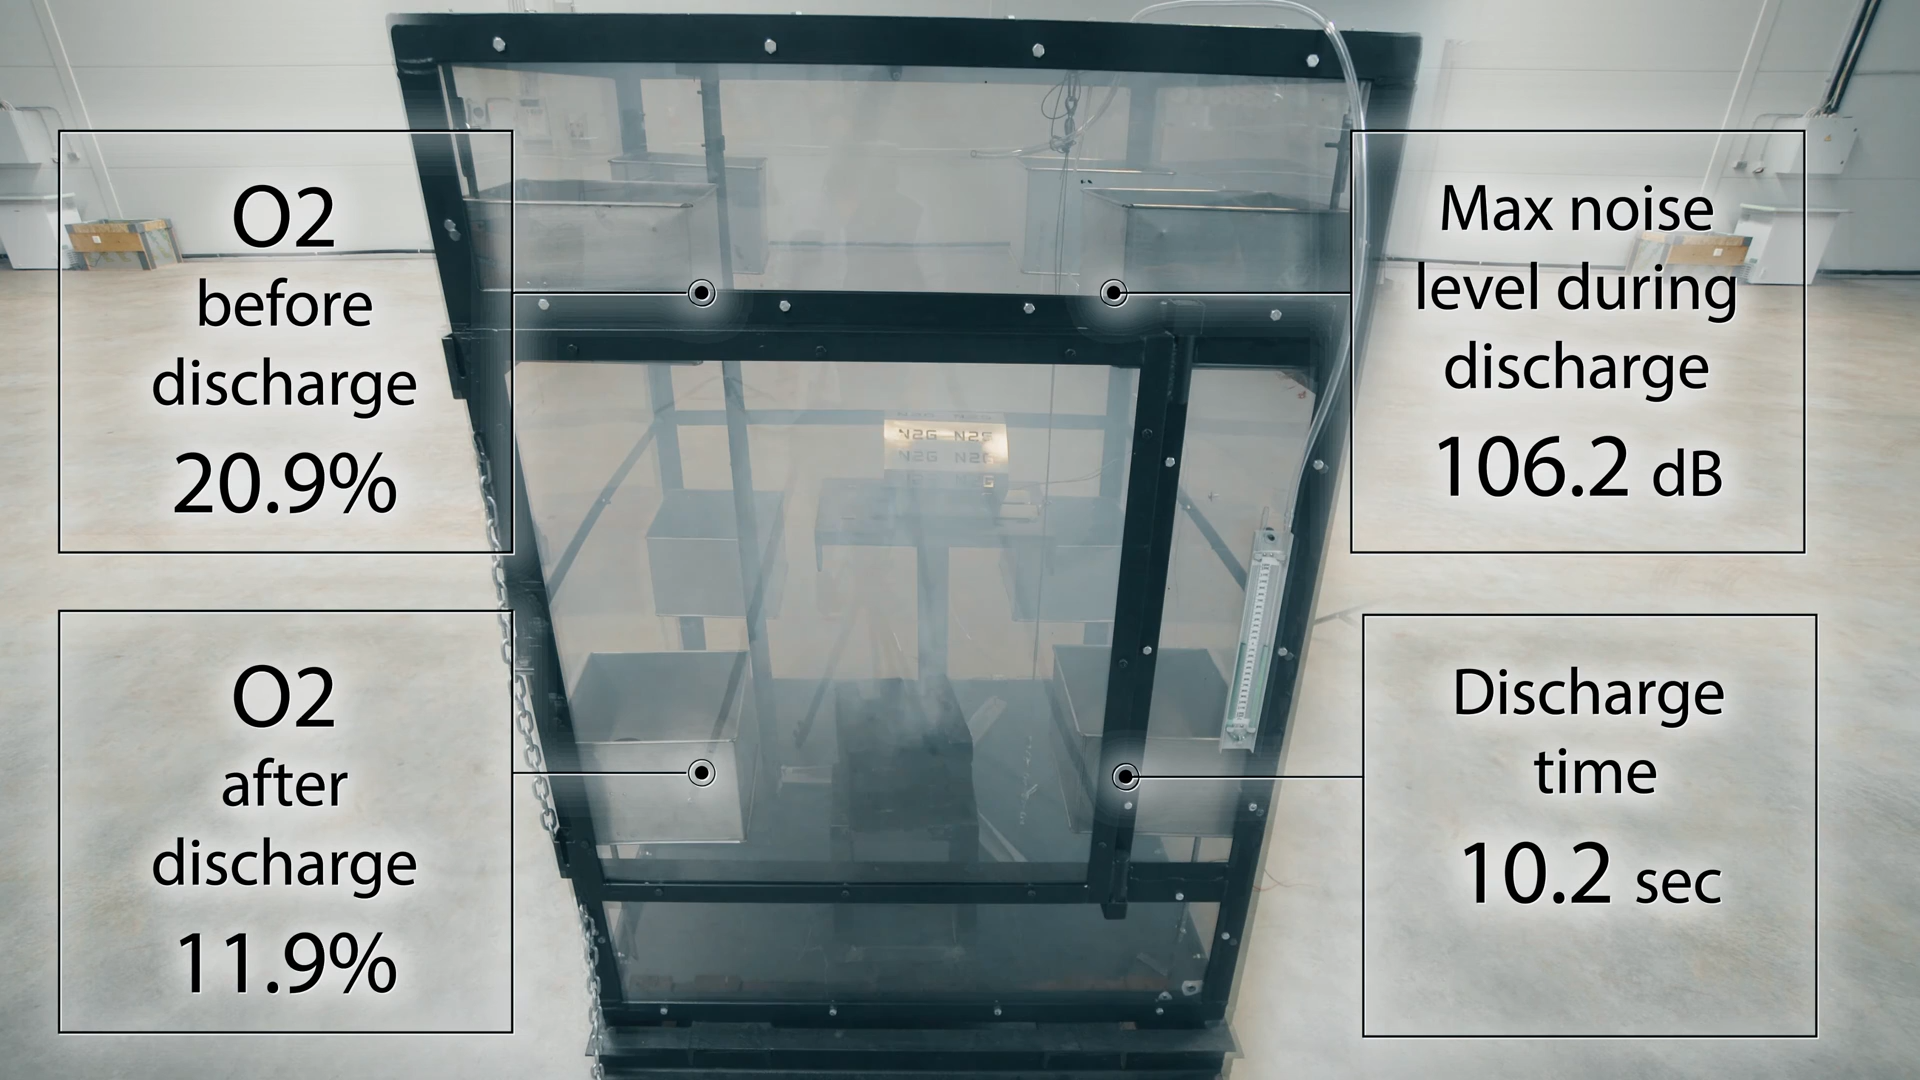 O2
before
discharge
20.9%
O2
after
discharge
11.9%
Max noise
level during
discharge
106.2 dB
Discharge
time
10.2 sec
N2G N2G
N2G N2G